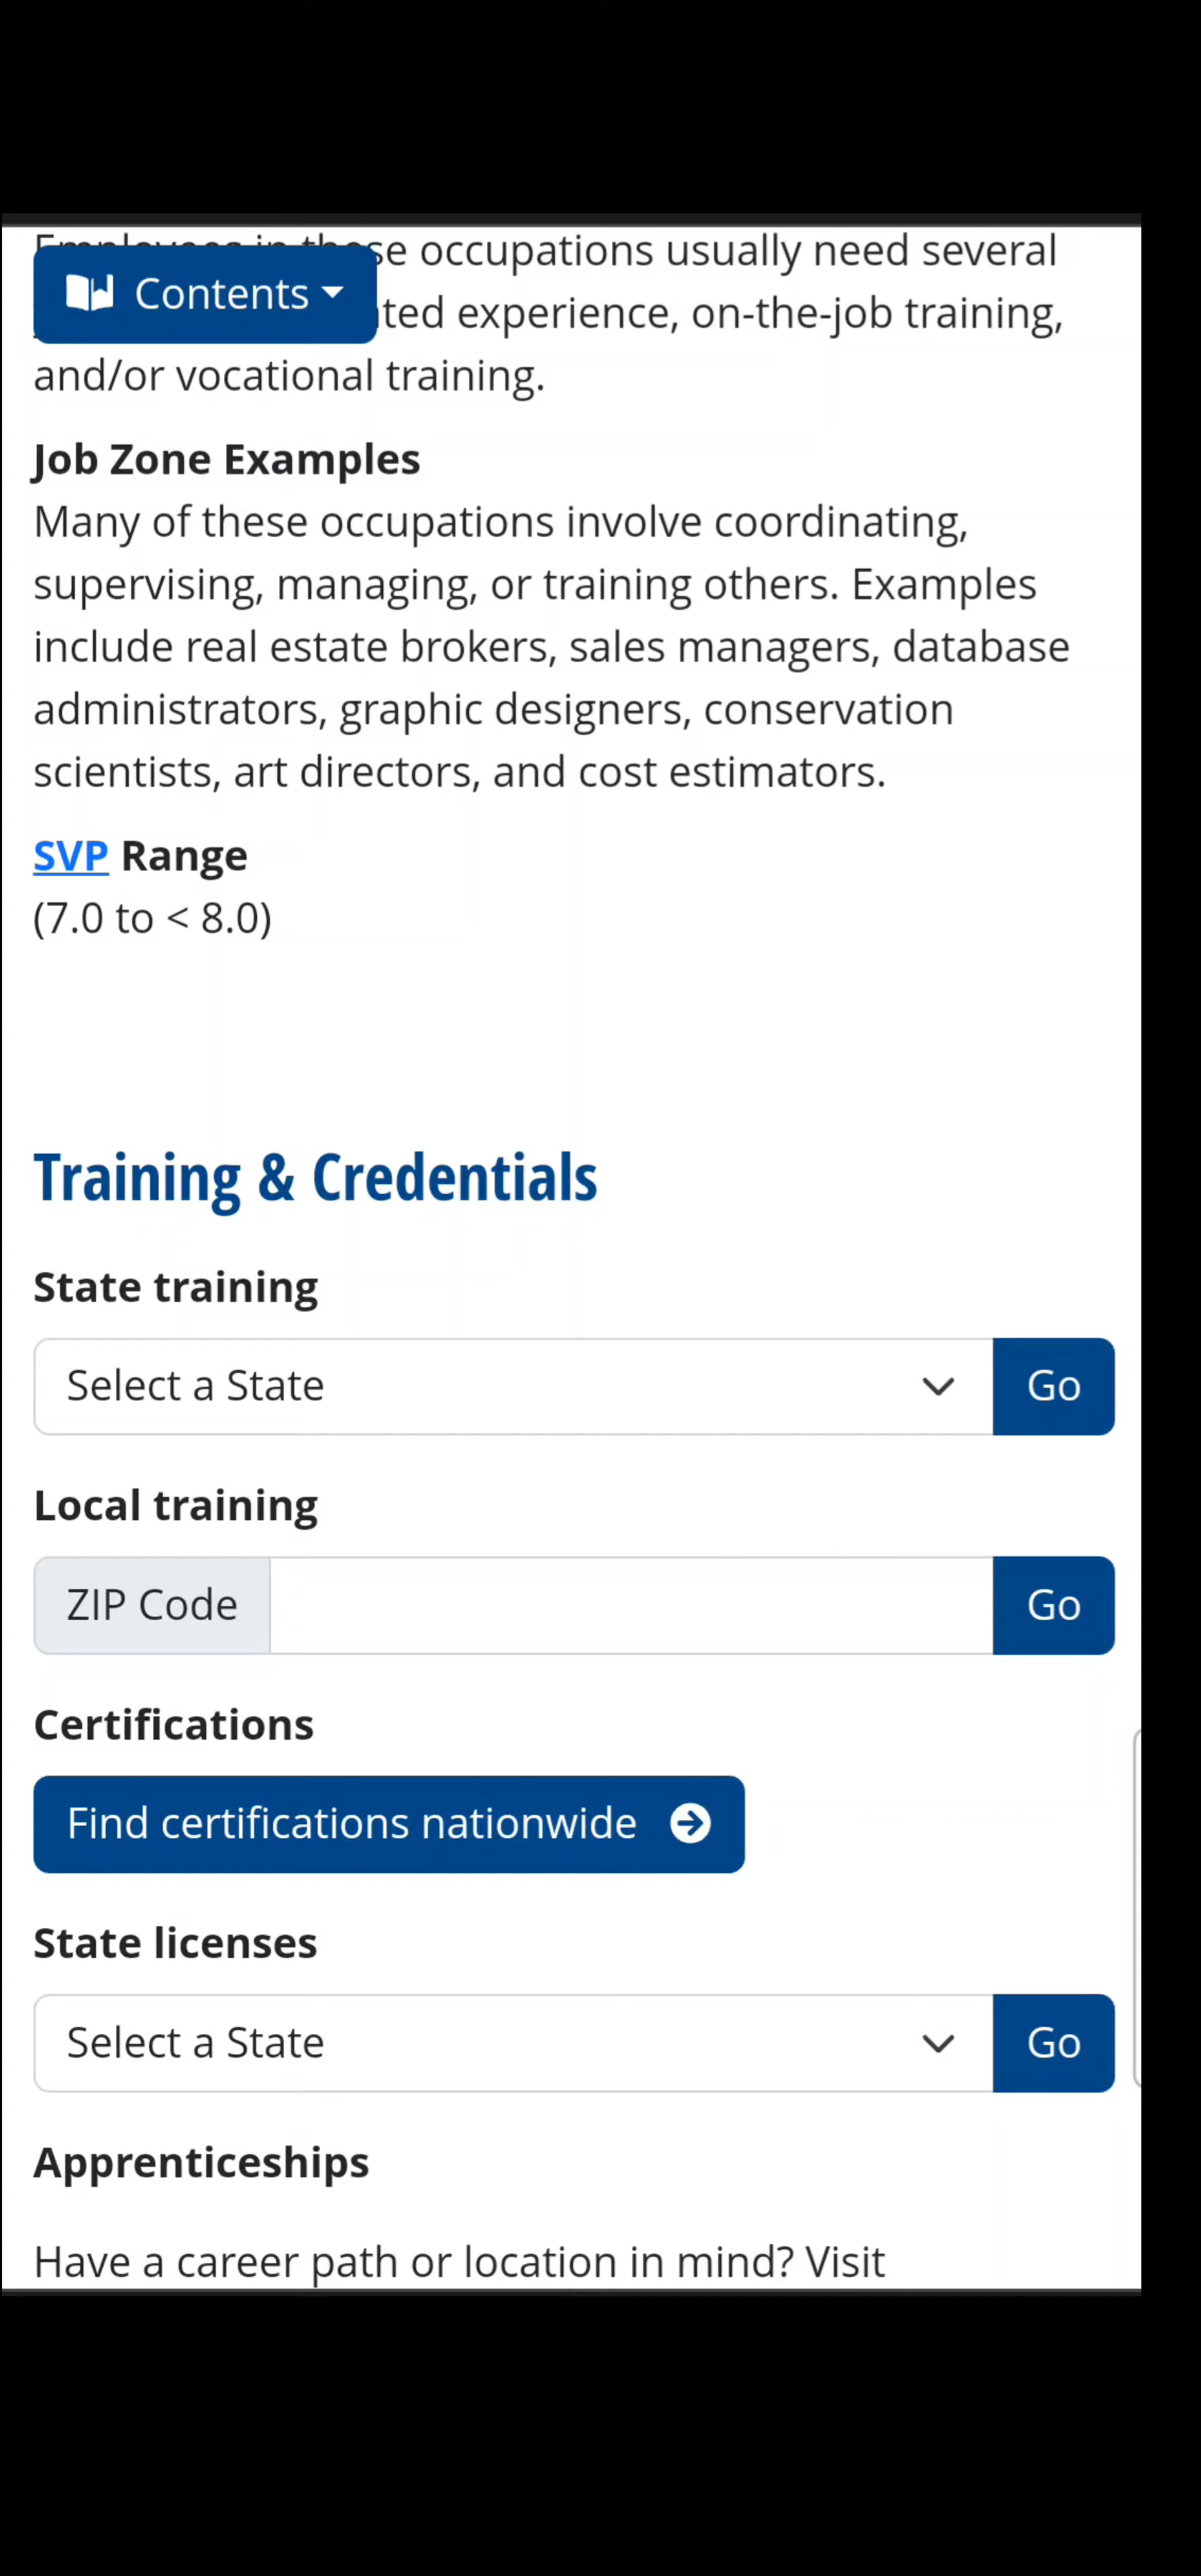 se occupations usually need several
Contents
ted experience, on-the-job training,
and/or vocational training.
Job Zone Examples
Many of these occupations involve coordinating,
supervising, managing, or training others. Examples
include real estate brokers, sales managers, database
administrators, graphic designers, conservation
scientists, art directors, and cost estimators.
SVP Range
(7.0 to < 8.0)
Training & Credentials
State training
Select a State
Go
Local training
ZIP Code
Go
Certifications
Find certifications nationwide
State licenses
Select a State
Go
Apprenticeships
Have a career path or location in mind? Visit